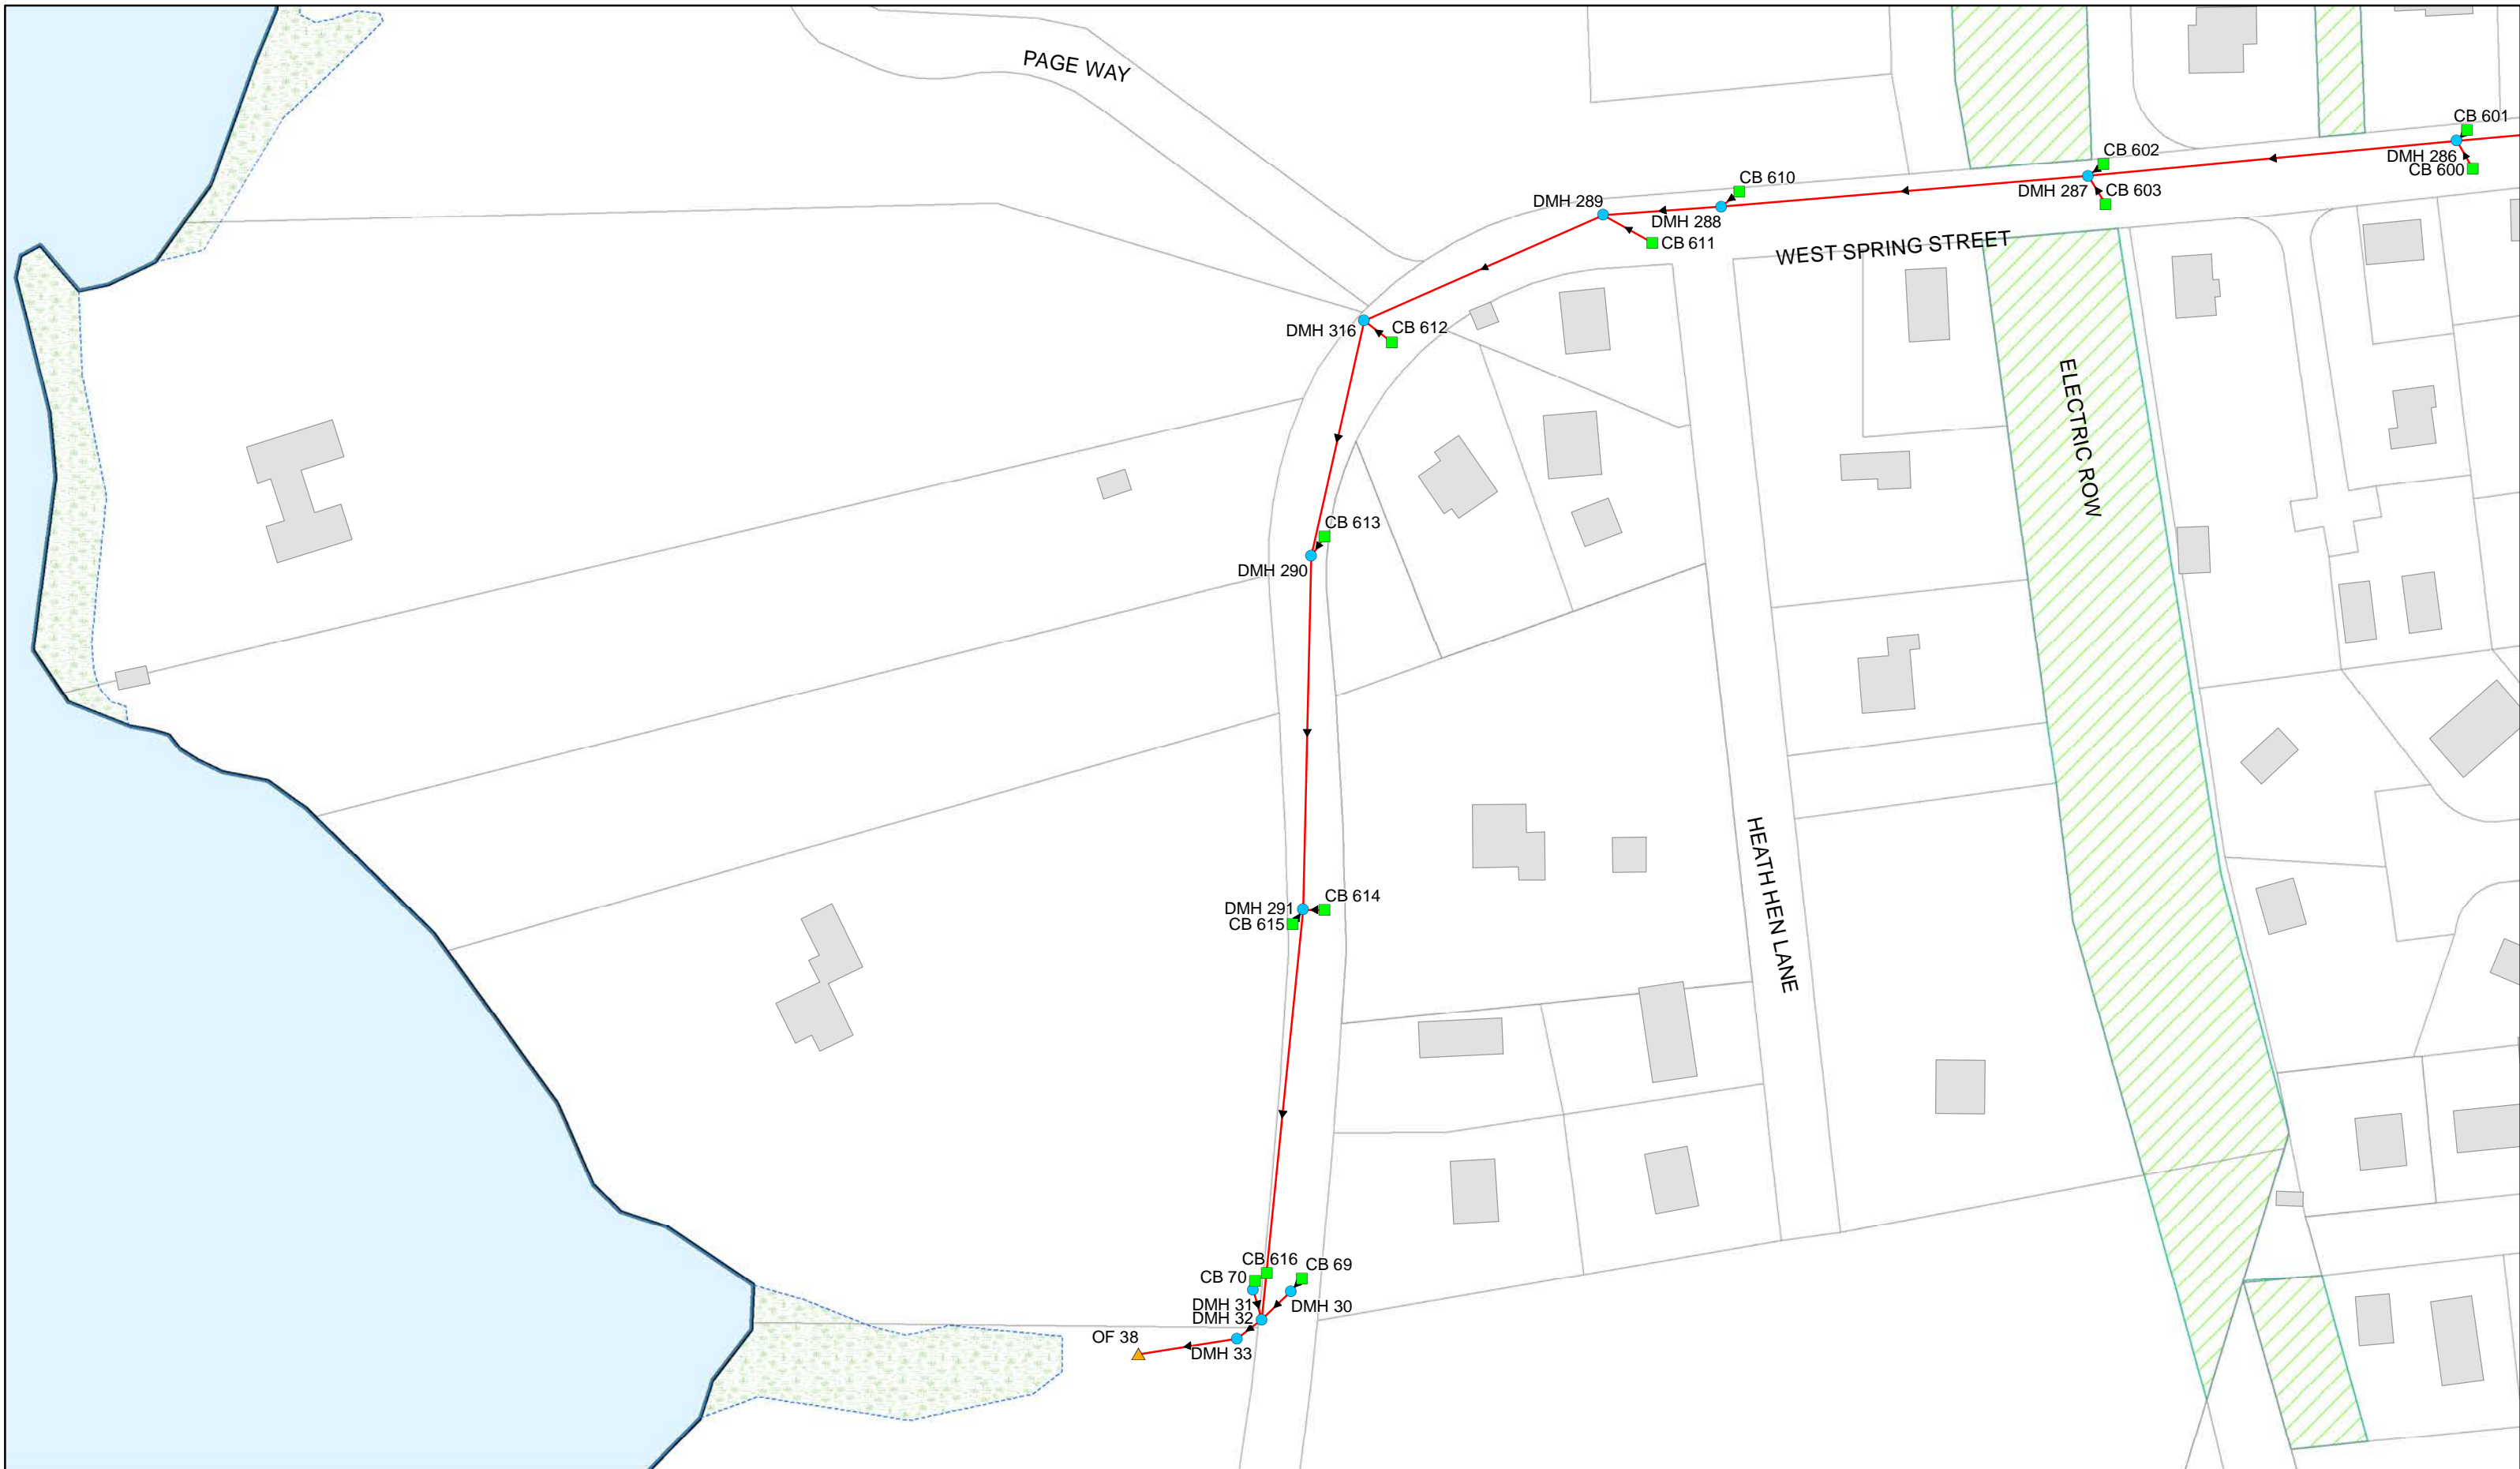 PAGE WAY
CB 601
DMH 286
CB 600
CB 602
DMH 287
CB 603
CB 610
DMH 289
DMH 288
CB 611
WEST SPRING STREET
DMH 316
CB 612
ELECTRIC ROW
CB 613
DMH 290
HEATH HEN LANE
CB 614
DMH 291
CB 615
CB 616
CB 69
CB 70
DMH 31
DMH 30
DMH 32
OF 38
DMH 33